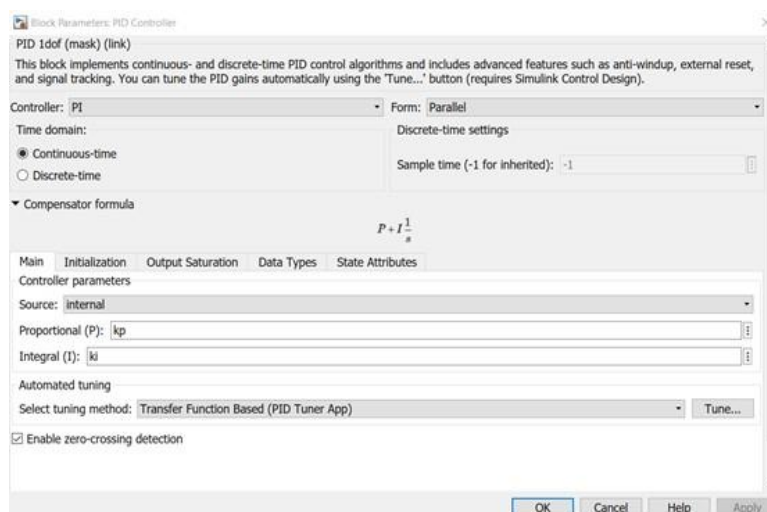 Block Parameters: PID Controller
PID 1dof (mask) (link)
This block implements continuous- and discrete-time PID control algorithms and includes advanced features such as anti-windup, external reset,
and signal tracking. You can tune the PID gains automatically using the 'Tune...' button (requires Simulink Control Design).
Controller: PI Form: Parallel
Time domain: Discrete-time settings
Continuous-time
Sample time (-1 for inherited): -1
Discrete-time
Compensator formula
P+I 1/s
Main Initialization Output Saturation Data Types State Attributes
Controller parameters
Source: internal
Proportional (P): kp
Integral (I): ki
Automated tuning
Select tuning method: Transfer Function Based (PID Tuner App) Tune...
Enable zero-crossing detection
OK Cancel Help Apply